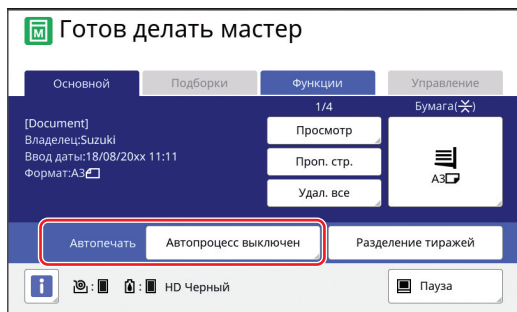 M Готов делать мастер
Основной Подборки Функции Управление
1/4 Бумага
[Document]
Владелец:Suzuki
Ввод даты:18/08/20xx 11:11
Формат:A3
Просмотр
Проп. стр.
Удал. все
A3
Автопечать Автопроцесс выключен Разделение тиражей
i : : HD Черный Пауза